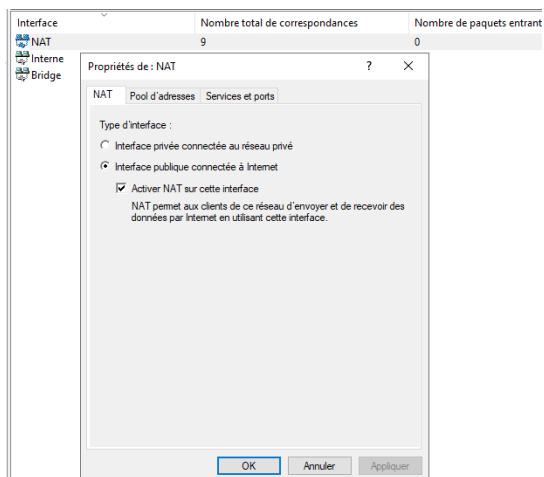 Interface Nombre total de correspondances Nombre de paquets entrant
NAT 9 0
Interne
Bridge
Propriétés de : NAT ? ×
NAT Pool d'adresses Services et ports
Type d'interface :
Interface privée connectée au réseau privé
Interface publique connectée à Internet
Activer NAT sur cette interface
NAT permet aux clients de ce réseau d'envoyer et de recevoir des
données par Internet en utilisant cette interface.
OK Annuler Appliquer